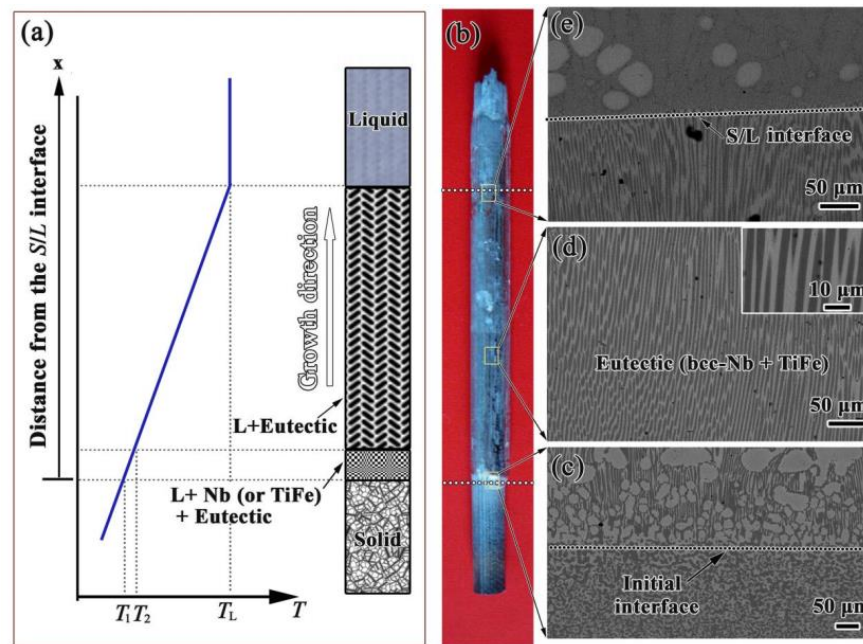 (a)
x
Distance from the S/L interface
Liquid
Growth direction
L+Eutectic
L+ Nb (or TiFe)
+ Eutectic
Solid
T₁ T₂
T_L
T
(b)
(e)
S/L interface
50 μm
(d)
10 μm
Eutectic (bcc-Nb + TiFe)
50 μm
(c)
Initial
interface
50 μm